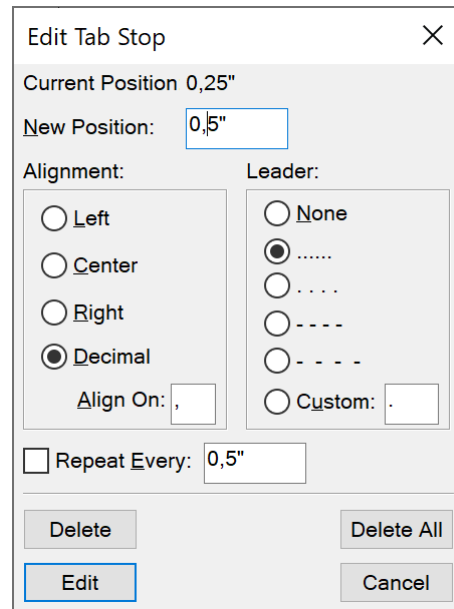 Edit Tab Stop
Current Position 0,25"
New Position: 0,5"
Alignment:
Left
Center
Right
Decimal
Align On: ,
Leader:
None
......
. . . .
- - - -
-  -  -  -
Custom: .
Repeat Every: 0,5"
Delete
Delete All
Edit
Cancel